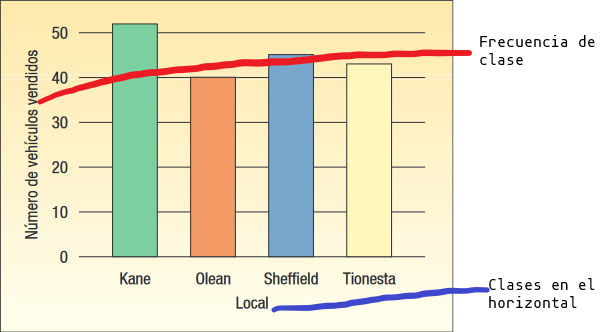 50
40
30
20
10
0
Número de vehículos vendidos
Kane Olean Sheffield Tionesta
Local
Frecuencia de
clase
Clases en el
horizontal